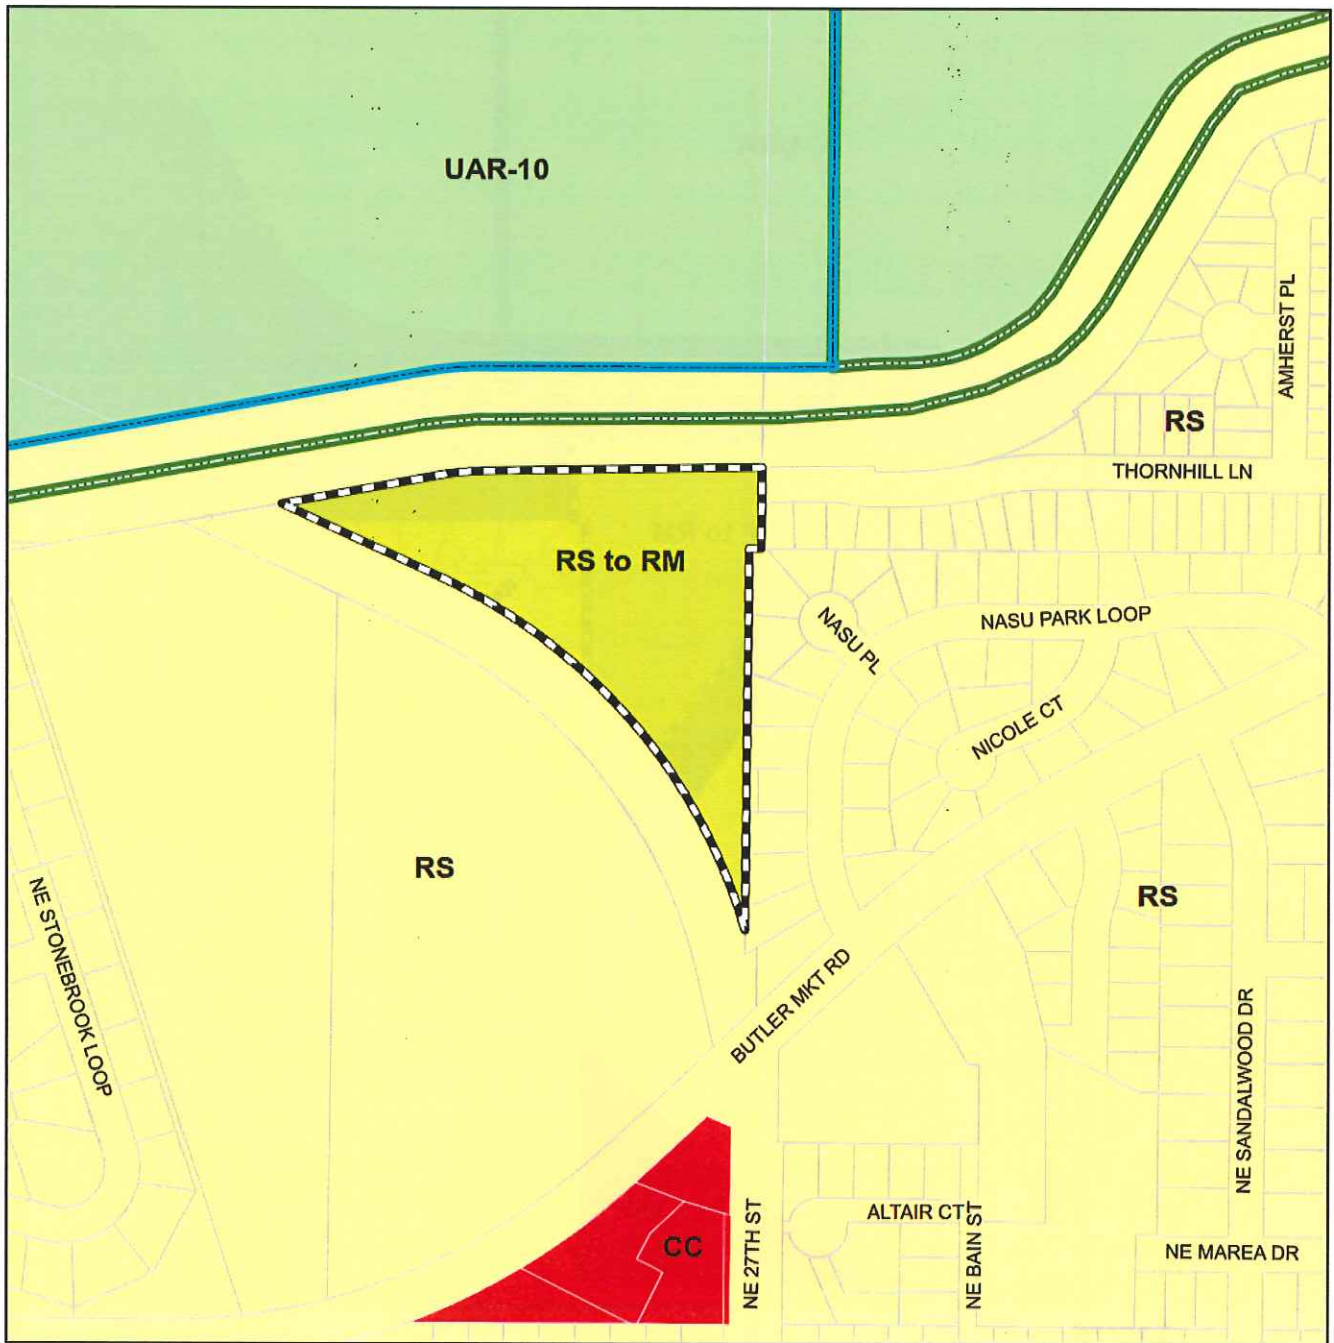 UAR-10
AMHERST PL
RS
THORNHILL LN
RS to RM
NASU PL
NASU PARK LOOP
NICOLE CT
RS
RS
NE STONEBROOK LOOP
BUTLER MKT RD
NE SANDALWOOD DR
CC
NE 27TH ST
ALTAIR CT
NE BAIN ST
NE MAREA DR